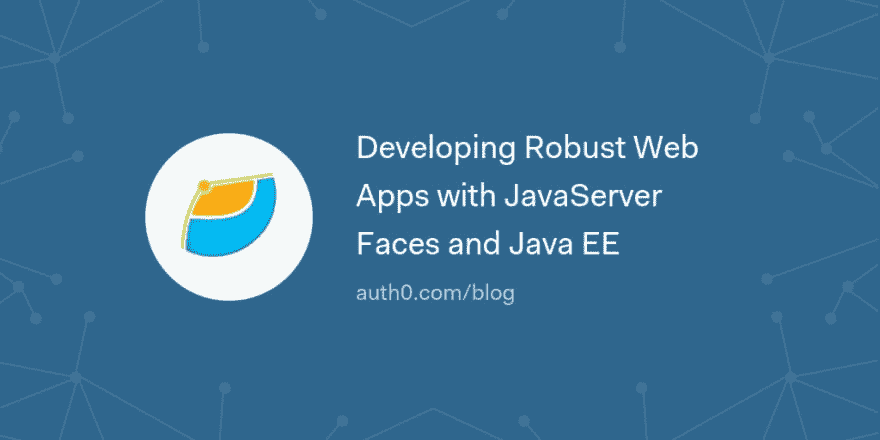 Developing Robust Web
Apps with JavaServer
Faces and Java EE
auth0.com/blog